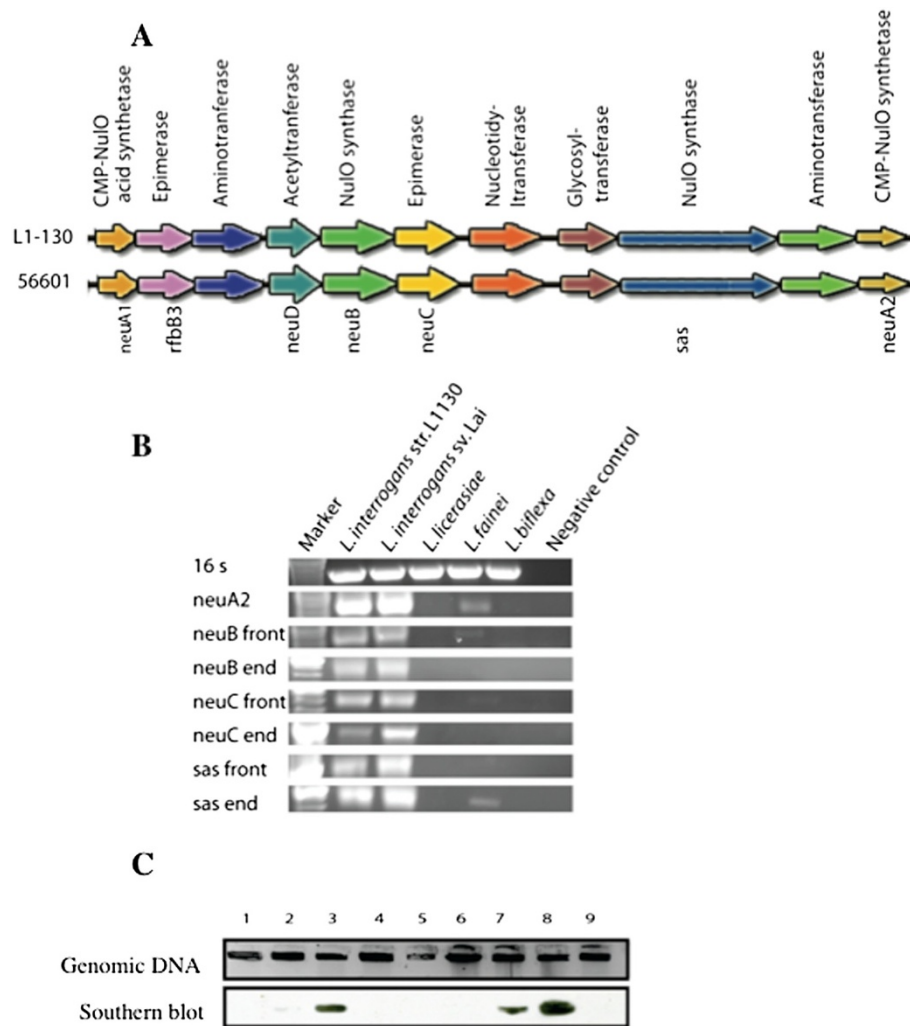 A
CMP-NulO
acid synthetase
Epimerase
Aminotranferase
Acetyltranferase
NulO synthase
Epimerase
Nucleotidy-
ltransferase
Glycosyl-
transferase
NulO synthase
Aminotransferase
CMP-NulO synthetase
L1-130
56601
neuA1
rfbB3
neuD
neuB
neuC
sas
neuA2
B
Marker
L.interrogans str. L1130
L.interrogans sv. Lai
L.licerasiae
L.fainei
L.biflexa
Negative control
16 s
neuA2
neuB front
neuB end
neuC front
neuC end
sas front
sas end
C
1 2 3 4 5 6 7 8 9
Genomic DNA
Southern blot